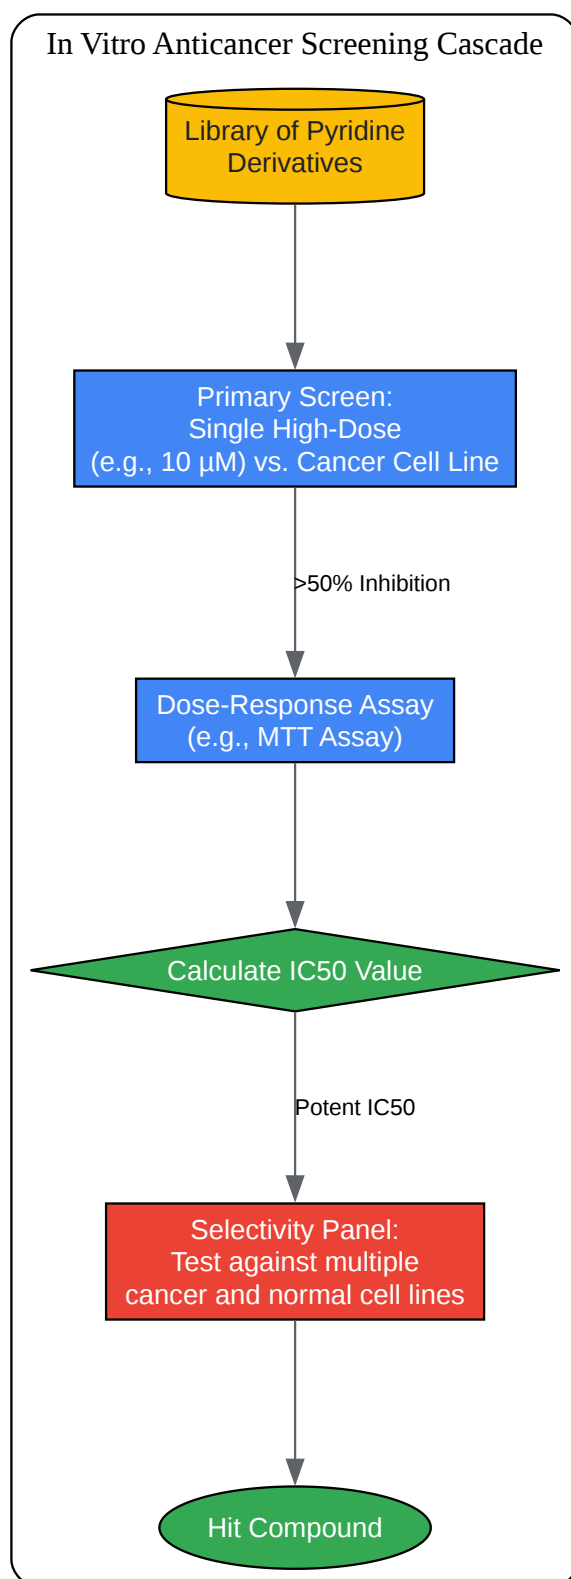 In Vitro Anticancer Screening Cascade
Library of Pyridine
Derivatives
Primary Screen:
Single High-Dose
(e.g., 10 µM) vs. Cancer Cell Line
>50% Inhibition
Dose-Response Assay
(e.g., MTT Assay)
Calculate IC50 Value
Potent IC50
Selectivity Panel:
Test against multiple
cancer and normal cell lines
Hit Compound